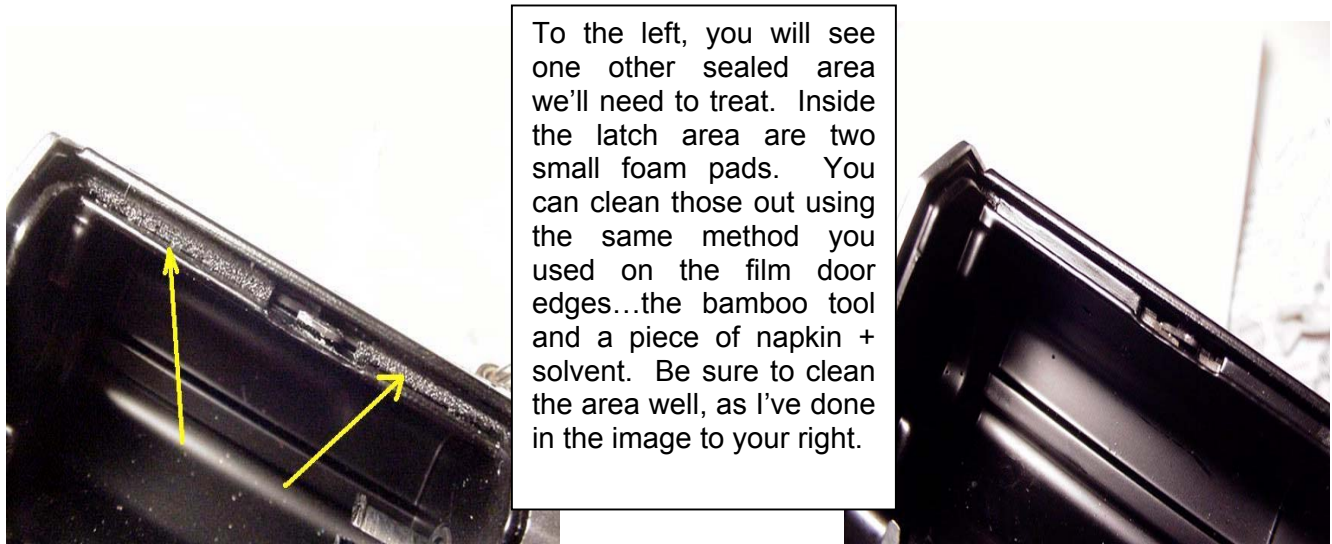 To the left, you will see
one other sealed area
we’ll need to treat.  Inside
the latch area are two
small foam pads.  You
can clean those out using
the same method you
used on the film door
edges…the bamboo tool
and a piece of napkin +
solvent.  Be sure to clean
the area well, as I’ve done
in the image to your right.